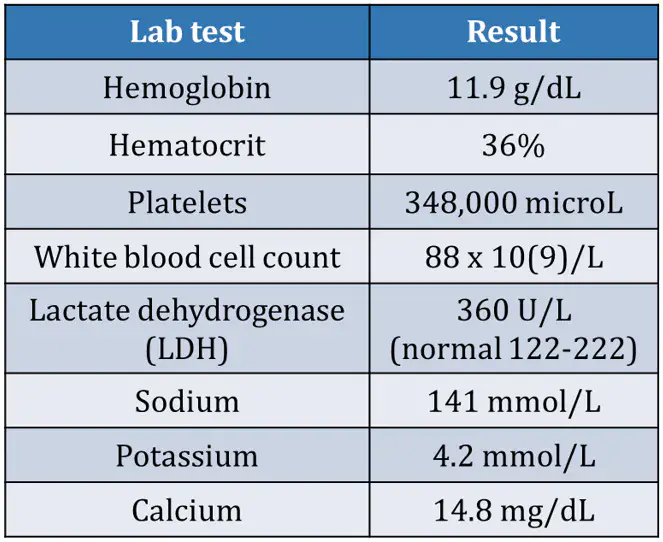 Lab test Result
Hemoglobin 11.9 g/dL
Hematocrit 36%
Platelets 348,000 microL
White blood cell count 88 x 10(9)/L
Lactate dehydrogenase 360 U/L
(LDH) (normal 122-222)
Sodium 141 mmol/L
Potassium 4.2 mmol/L
Calcium 14.8 mg/dL